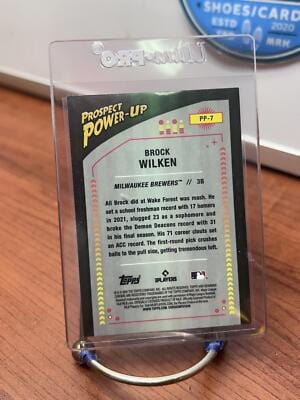 SHOES/CARD
ESTD 2020
MRK
ULTRA-PRO®
PROSPECT
POWER-UP
PP-7
BROCK
WILKEN
MILWAUKEE BREWERS™ // 3B
All Brock did at Wake Forest was mash. He
set a school freshman record with 17 homers
in 2021, slugged 23 as a sophomore and
broke the Demon Deacons record with 31
in his final season. His 71 career clouts set
an ACC record. The first-round pick crushes
balls to the pull side, getting tremendous loft.
Topps
PLAYERS